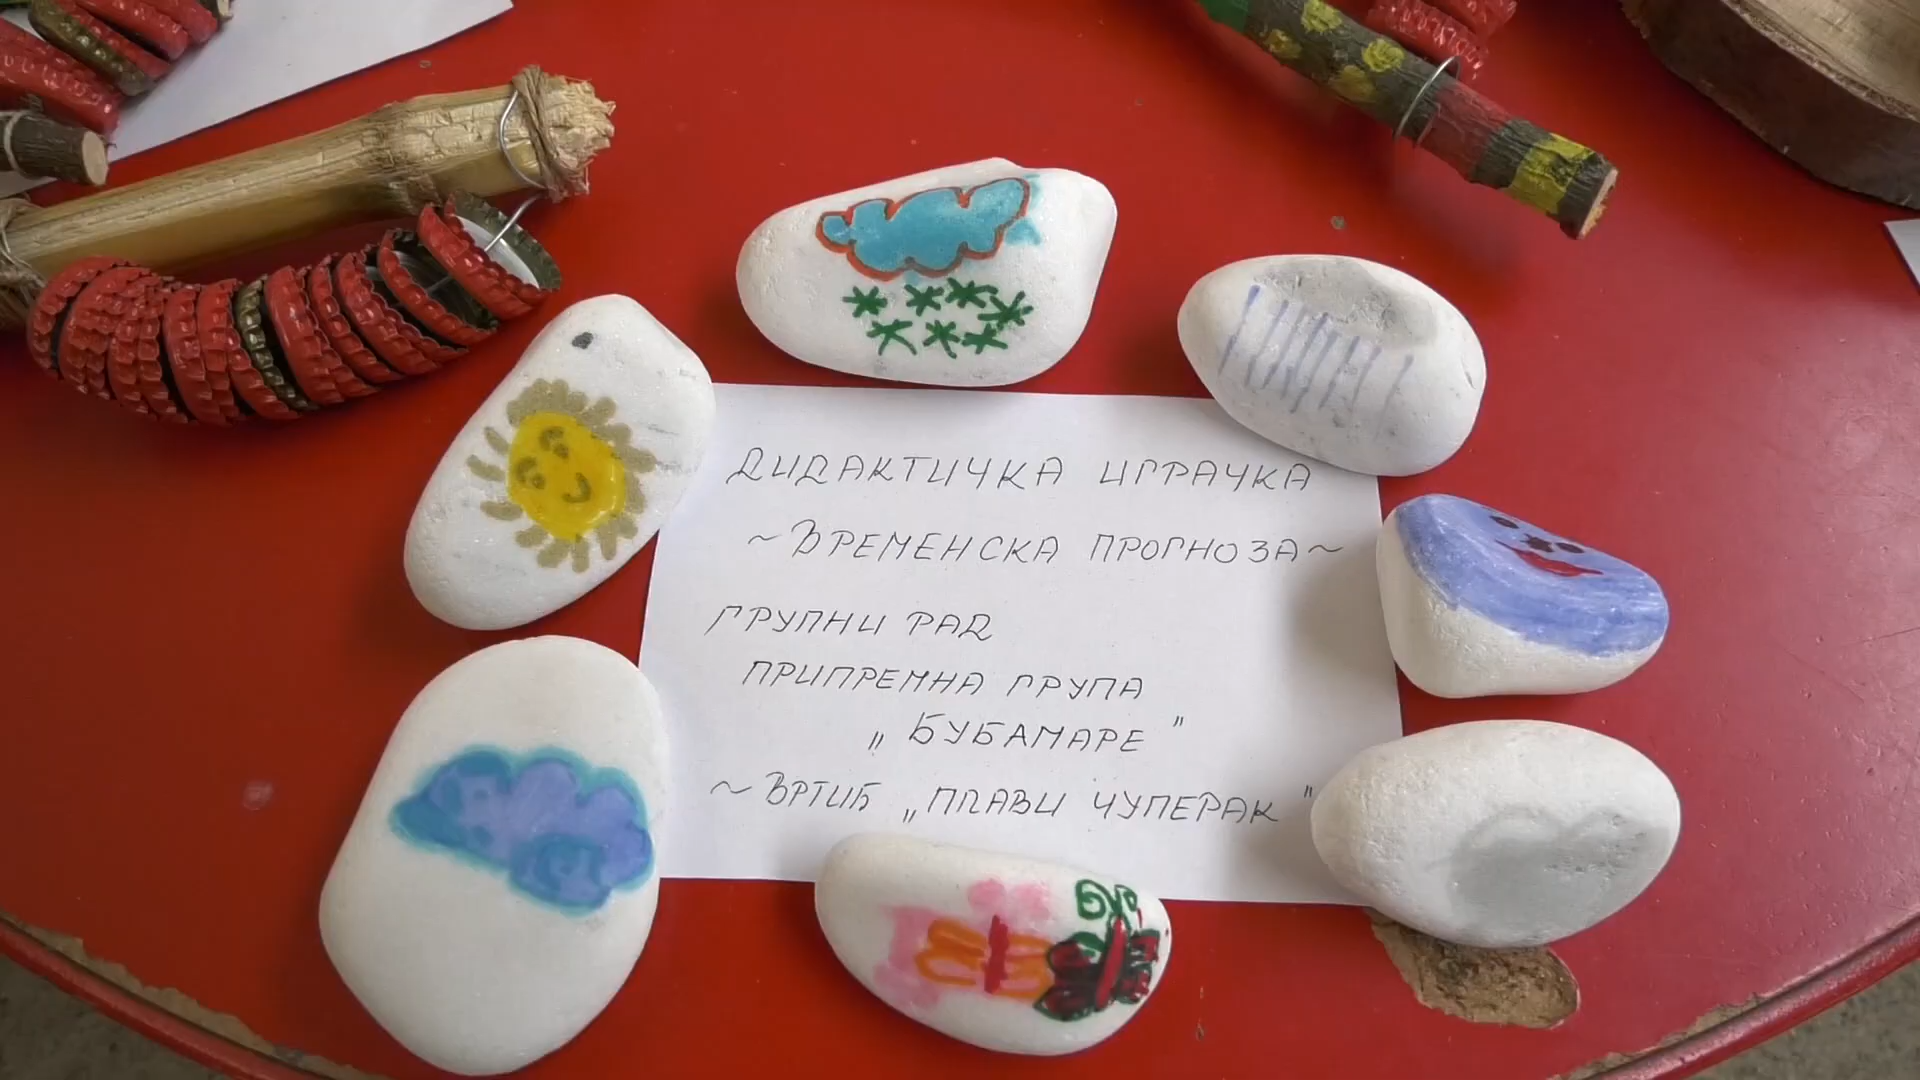 ДИДАКТИЧКА ИГРАЧКА
~ВРЕМЕНСКА ПРОГНОЗА~
ГРУПНИ РАД
ПРИПРЕМНА ГРУПА
„БУБАМАРЕ"
~ВРТИЋ „ПЛАВИ ЧУПЕРАК"